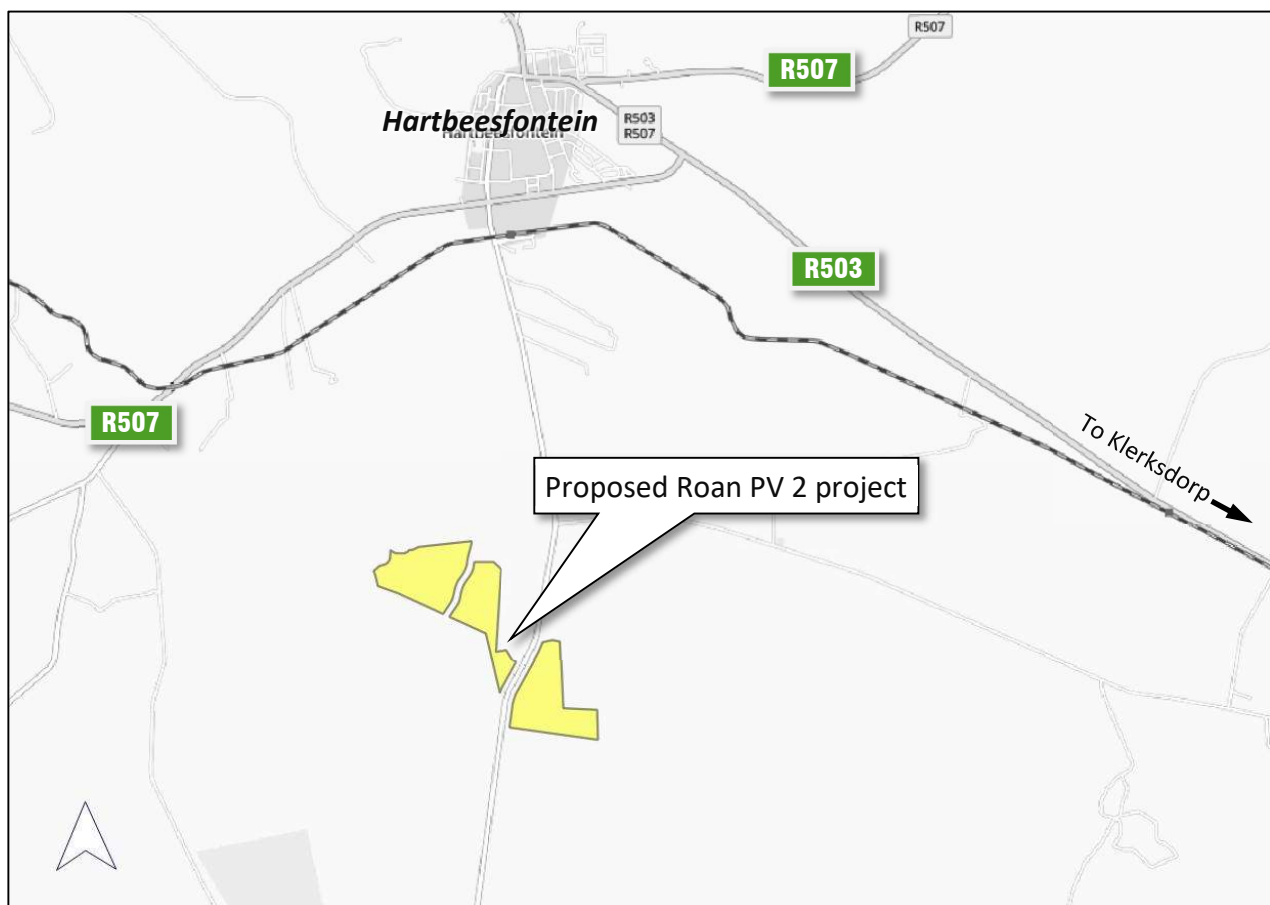 R507
R507
Hartbeesfontein
Hartbeesfontein
R503
R507
R503
R507
To Klerksdorp
Proposed Roan PV 2 project